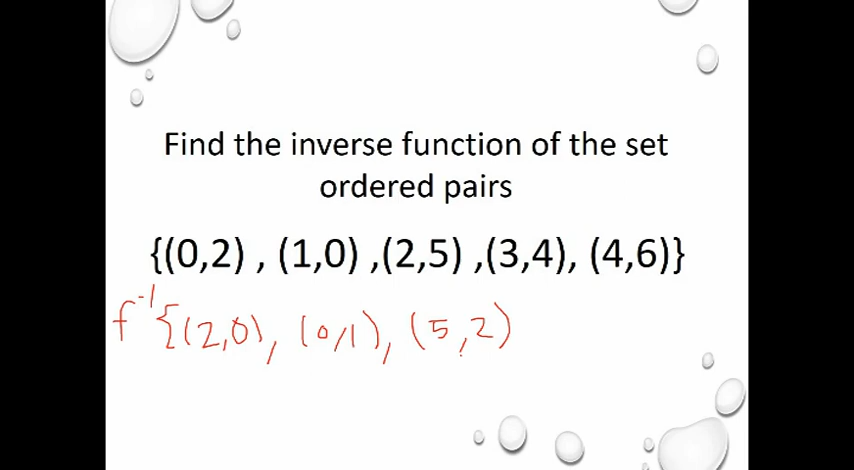 Find the inverse function of the set
ordered pairs
{(0,2) , (1,0) ,(2,5) ,(3,4), (4,6)}
f⁻¹{(2,0), (0,1), (5,2)